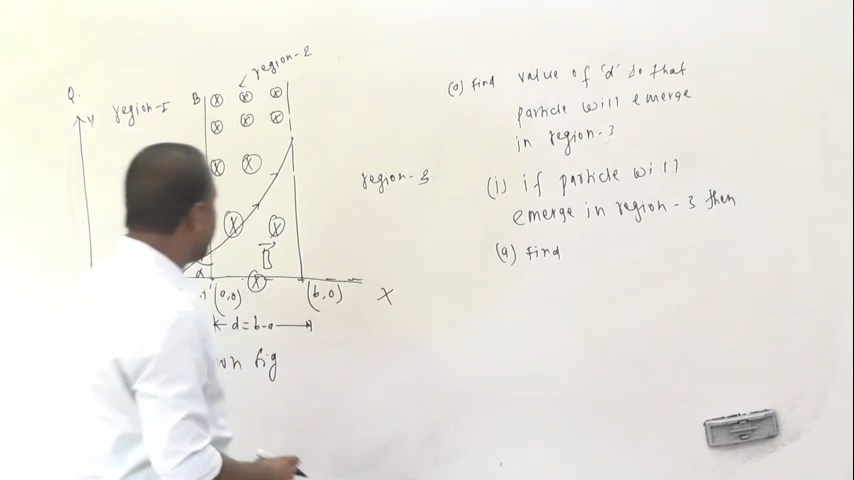 Q.
Y
region-1
B
region-2
region-3
α
B
(a,0)
(b,0)
X
d=b-a
fig
(a) find value of 'd' so that
particle will emerge
in region-3
(i) if particle will
emerge in region-3 then
(a) find